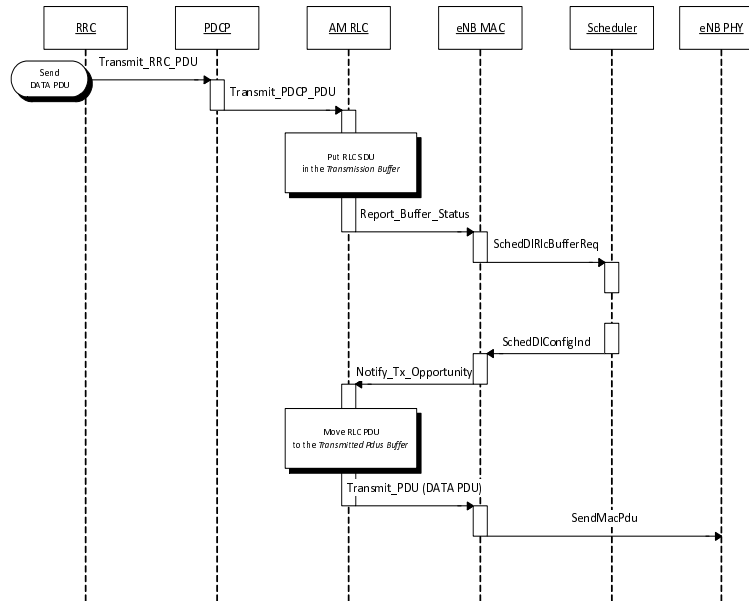 RRC
PDCP
AM RLC
eNB MAC
Scheduler
eNB PHY
Send
DATA PDU
Transmit_RRC_PDU
Transmit_PDCP_PDU
Put RLC SDU
in the Transmission Buffer
Report_Buffer_Status
SchedDlRlcBufferReq
SchedDlConfigInd
Notify_Tx_Opportunity
Move RLC PDU
to the Transmitted Pdus Buffer
Transmit_PDU (DATA PDU)
SendMacPdu